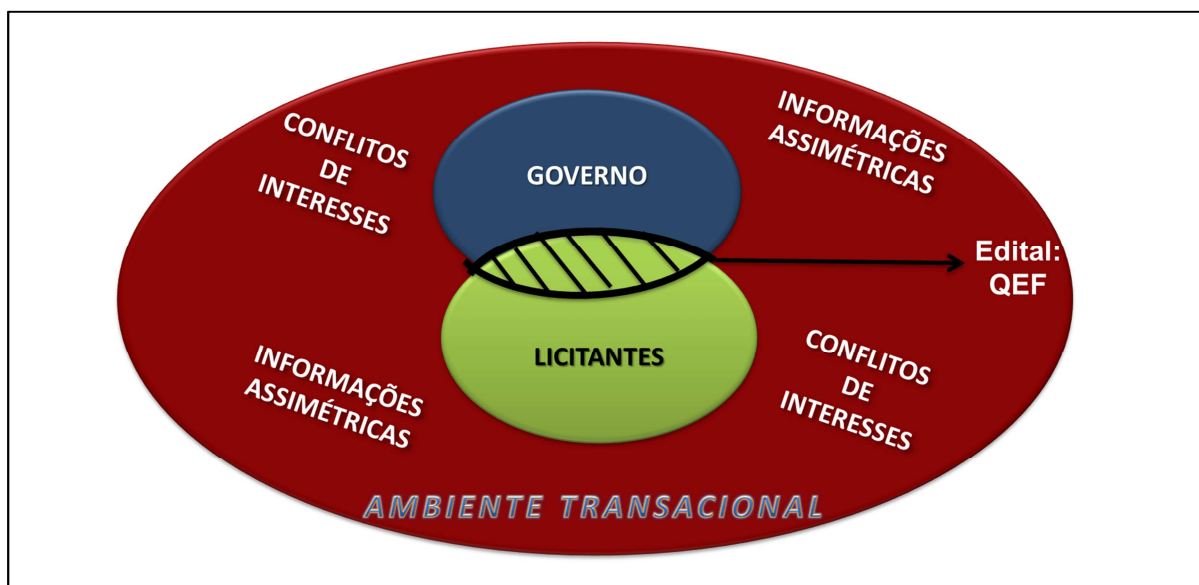 CONFLITOS
DE
INTERESSES
INFORMAÇÕES
ASSIMÉTRICAS
GOVERNO
Edital:
QEF
LICITANTES
INFORMAÇÕES
ASSIMÉTRICAS
CONFLITOS
DE
INTERESSES
AMBIENTE TRANSACIONAL